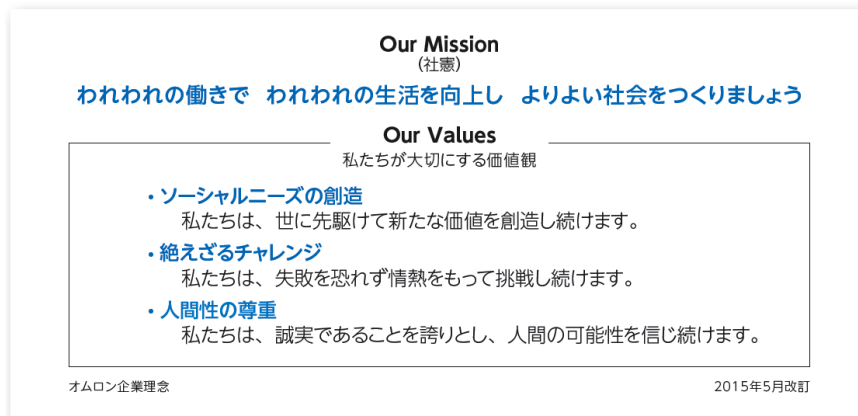 Our Mission
(社憲)
われわれの働きで われわれの生活を向上し よりよい社会をつくりましょう
Our Values
私たちが大切にする価値観
・ソーシャルニーズの創造
私たちは、世に先駆けて新たな価値を創造し続けます。
・絶えざるチャレンジ
私たちは、失敗を恐れず情熱をもって挑戦し続けます。
・人間性の尊重
私たちは、誠実であることを誇りとし、人間の可能性を信じ続けます。
オムロン企業理念
2015年5月改訂